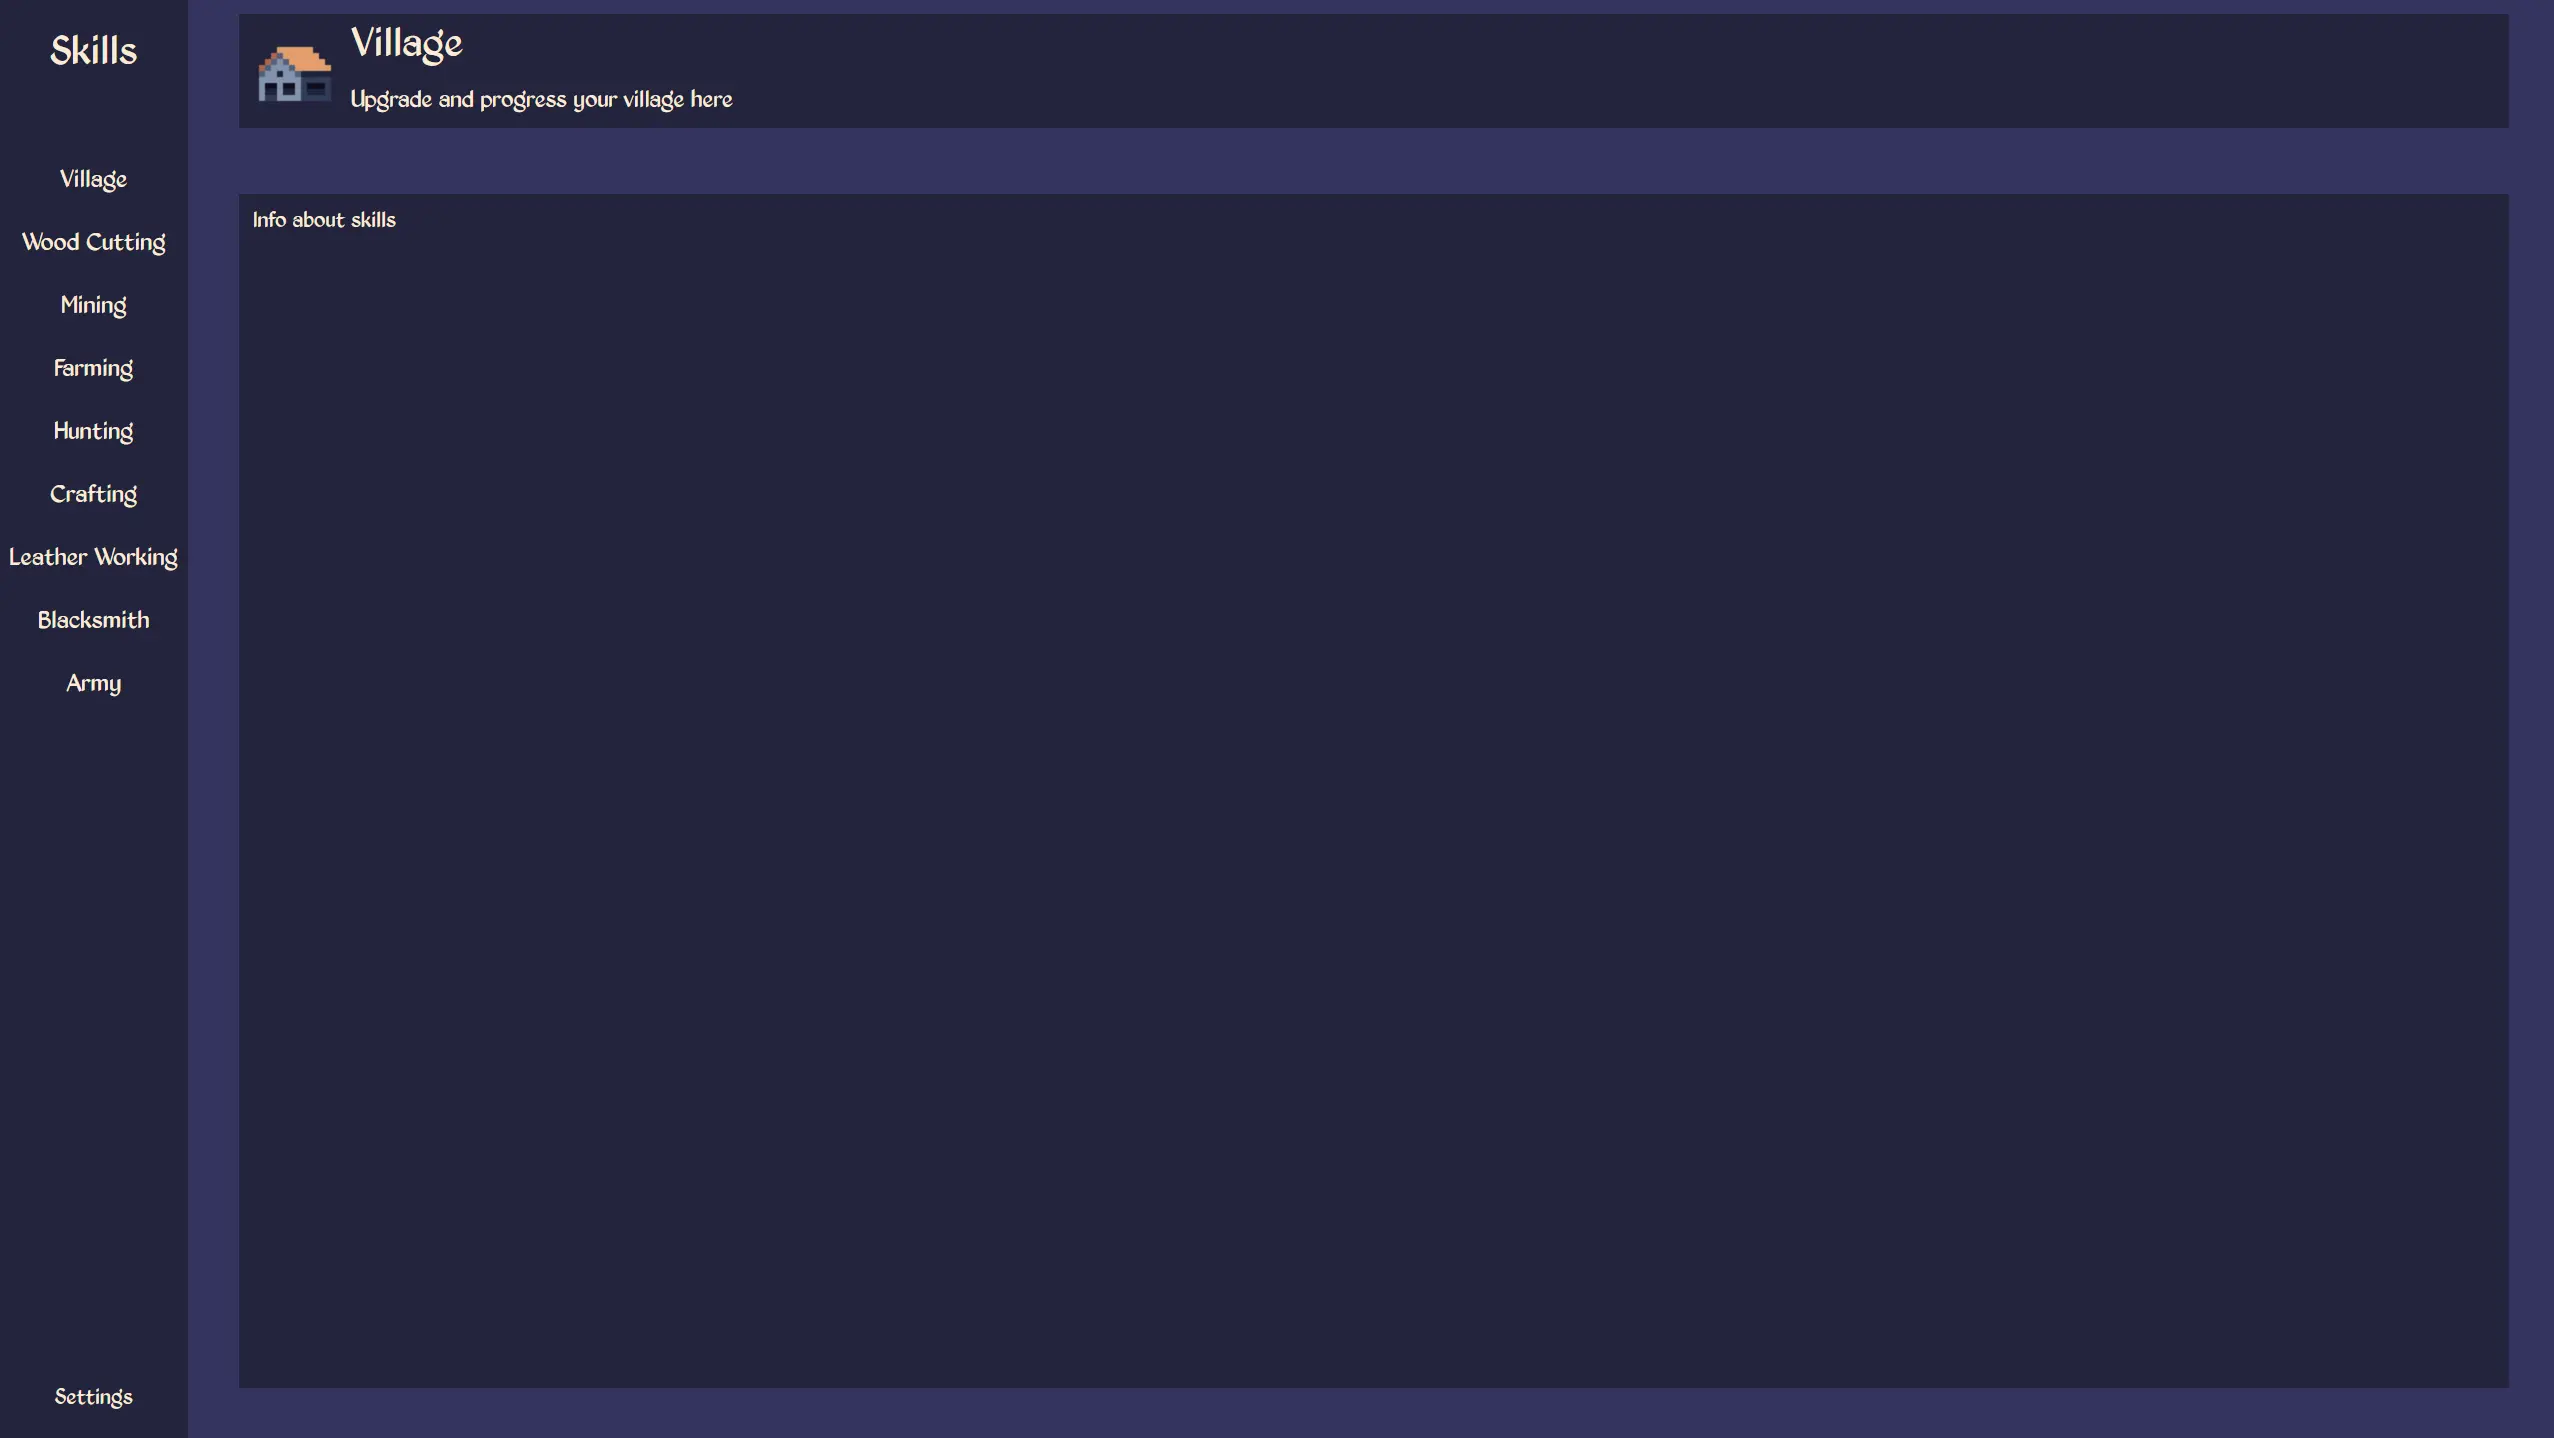 Skills
Village
Wood Cutting
Mining
Farming
Hunting
Crafting
Leather Working
Blacksmith
Army
Settings
Village
Upgrade and progress your village here
Info about skills